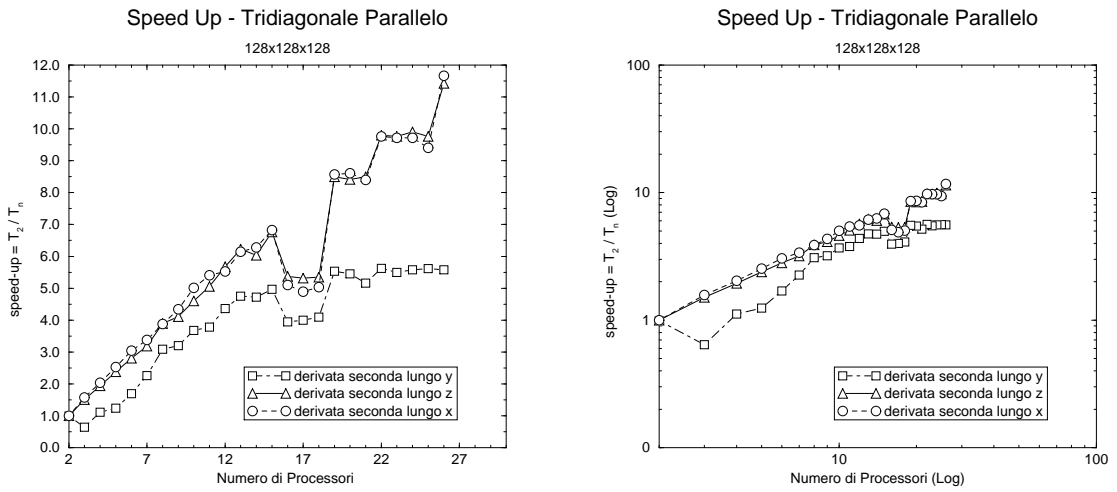 Speed Up - Tridiagonale Parallelo
128x128x128
12.0
11.0
10.0
9.0
8.0
7.0
6.0
5.0
4.0
3.0
2.0
1.0
0.0
speed-up = T2 / Tn
derivata seconda lungo y
derivata seconda lungo z
derivata seconda lungo x
2 7 12 17 22 27
Numero di Processori
Speed Up - Tridiagonale Parallelo
128x128x128
100
10
1
0
speed-up = T2 / Tn (Log)
derivata seconda lungo y
derivata seconda lungo z
derivata seconda lungo x
10 100
Numero di Processori (Log)